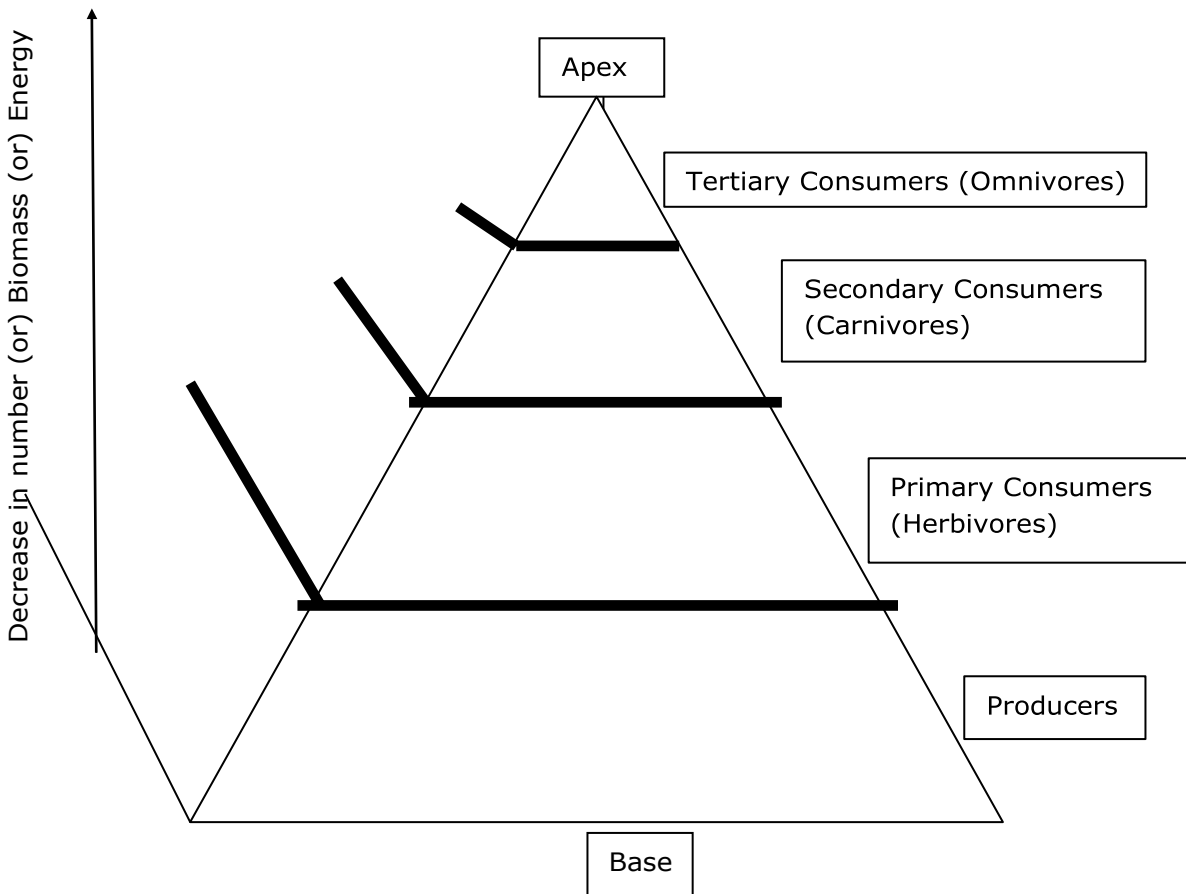 Apex
Tertiary Consumers (Omnivores)
Secondary Consumers
(Carnivores)
Primary Consumers
(Herbivores)
Producers
Base
Decrease in number (or) Biomass (or) Energy